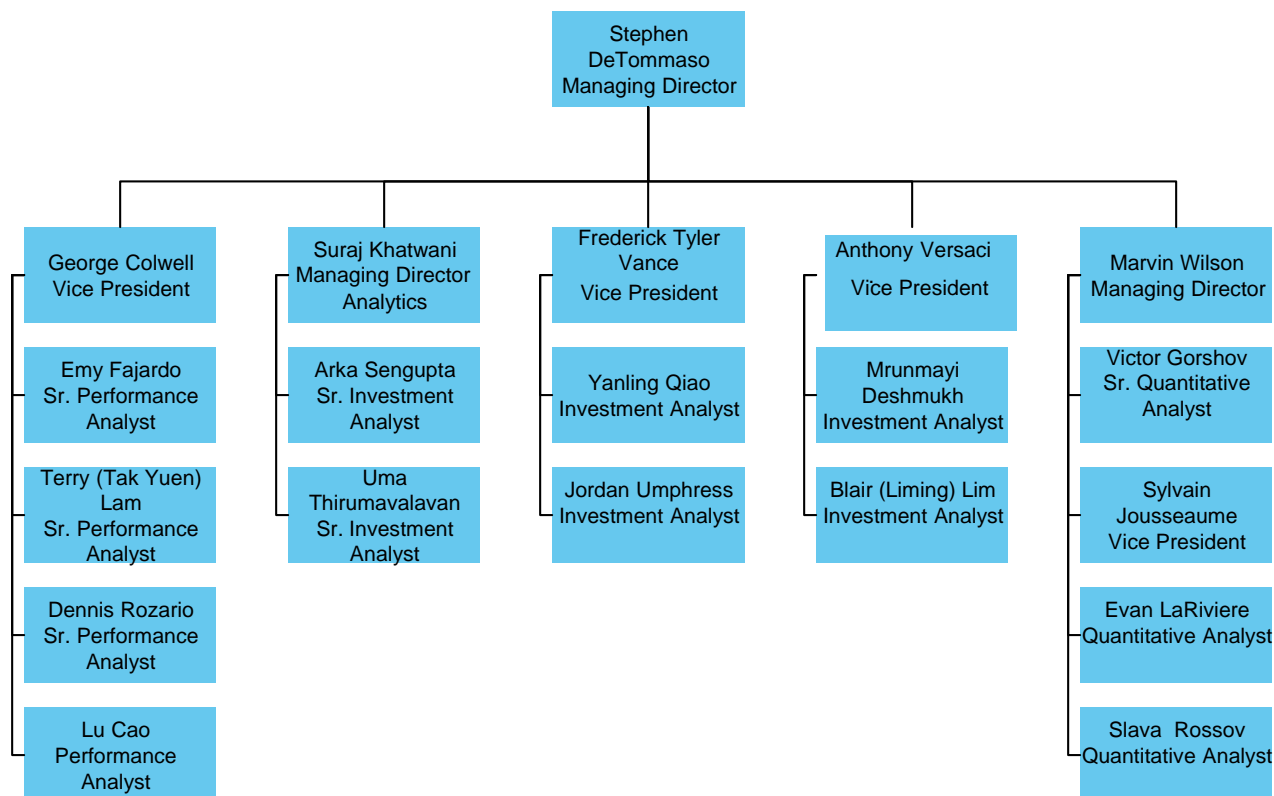 Stephen
DeTommaso
Managing Director
George Colwell
Vice President
Suraj Khatwani
Managing Director
Analytics
Frederick Tyler
Vance
Vice President
Anthony Versaci
Vice President
Marvin Wilson
Managing Director
Emy Fajardo
Sr. Performance
Analyst
Arka Sengupta
Sr. Investment
Analyst
Yanling Qiao
Investment Analyst
Mrunmayi
Deshmukh
Investment Analyst
Victor Gorshov
Sr. Quantitative
Analyst
Terry (Tak Yuen)
Lam
Sr. Performance
Analyst
Uma
Thirumavalavan
Sr. Investment
Analyst
Jordan Umphress
Investment Analyst
Blair (Liming) Lim
Investment Analyst
Sylvain
Jousseaume
Vice President
Dennis Rozario
Sr. Performance
Analyst
Evan LaRiviere
Quantitative Analyst
Lu Cao
Performance
Analyst
Slava  Rossov
Quantitative Analyst